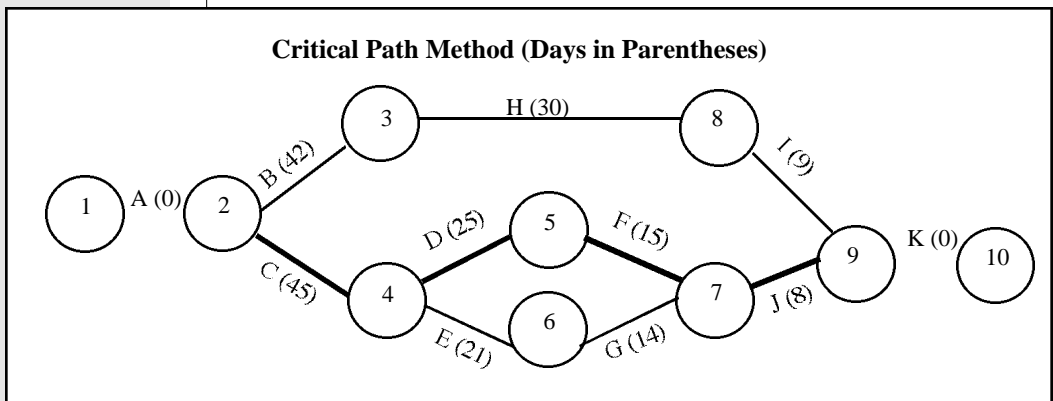 Critical Path Method (Days in Parentheses)
H (30)
3
8
B (42)
I (9)
A (0)
1
2
D (25)
5
F (15)
K (0)
9
10
C (45)
4
7
J (8)
6
E (21)
G (14)